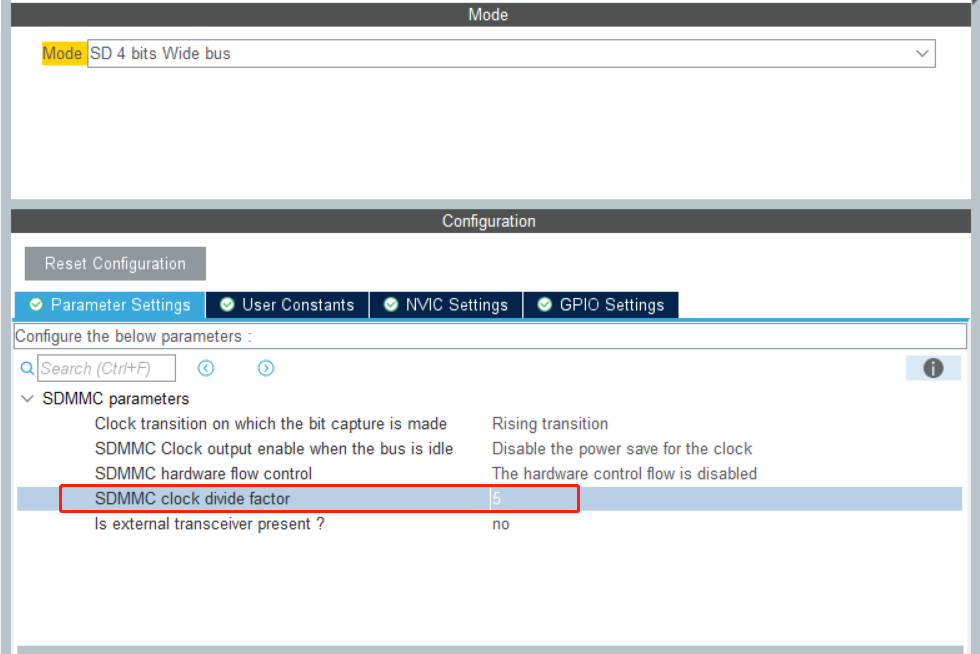 Mode
Mode SD 4 bits Wide bus
Configuration
Reset Configuration
Parameter Settings User Constants NVIC Settings GPIO Settings
Configure the below parameters :
Search (Ctrl+F)
SDMMC parameters
Clock transition on which the bit capture is made Rising transition
SDMMC Clock output enable when the bus is idle Disable the power save for the clock
SDMMC hardware flow control The hardware control flow is disabled
SDMMC clock divide factor 5
Is external transceiver present ? no